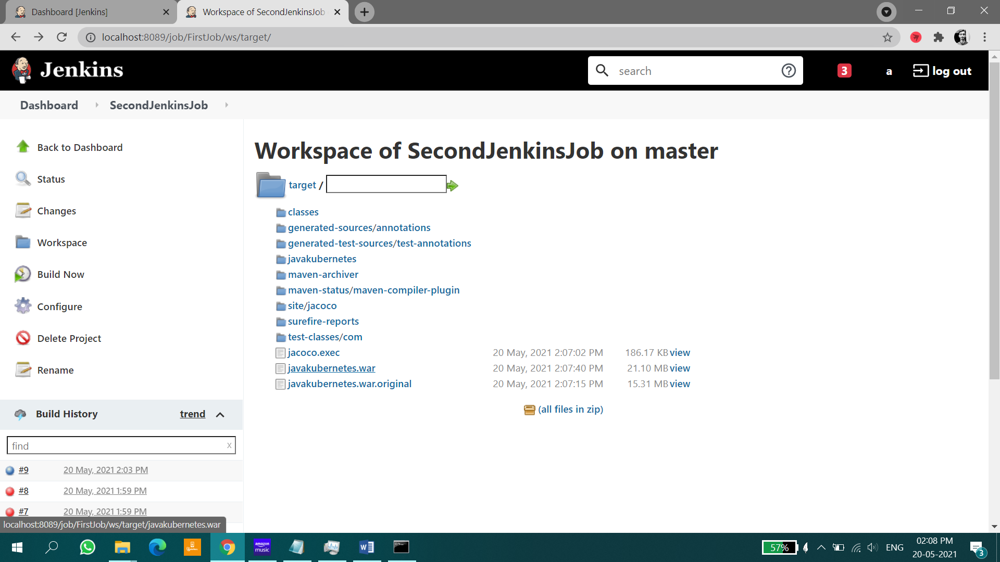 Dashboard [Jenkins]
Workspace of SecondJenkinsJob
localhost:8089/job/FirstJob/ws/target/
Jenkins
search
3
a
log out
Dashboard
SecondJenkinsJob
Back to Dashboard
Status
Changes
Workspace
Build Now
Configure
Delete Project
Rename
Build History
trend
find
x
#9 20 May, 2021 2:03 PM
#8 20 May, 2021 1:59 PM
#7 20 May, 2021 1:59 PM
localhost:8089/job/FirstJob/ws/target/javakubernetes.war
Workspace of SecondJenkinsJob on master
target /
classes
generated-sources/annotations
generated-test-sources/test-annotations
javakubernetes
maven-archiver
maven-status/maven-compiler-plugin
site/jacoco
surefire-reports
test-classes/com
jacoco.exec 20 May, 2021 2:07:02 PM 186.17 KB view
javakubernetes.war 20 May, 2021 2:07:40 PM 21.10 MB view
javakubernetes.war.original 20 May, 2021 2:07:15 PM 15.31 MB view
(all files in zip)
amazon
music
57%
ENG
02:08 PM
20-05-2021
3